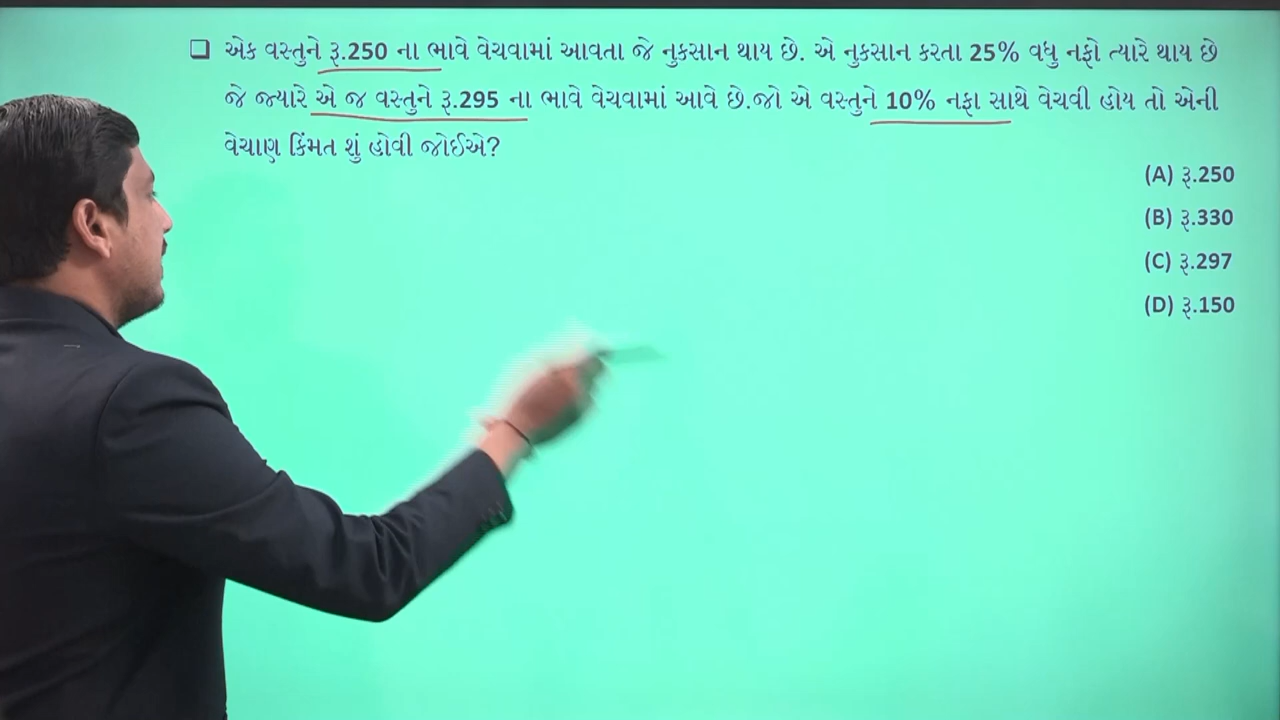 ❑ એક વસ્તુને રૂ.250 ના ભાવે વેચવામાં આવતા જે નુકસાન થાય છે. એ નુકસાન કરતા 25% વધુ નફો ત્યારે થાય છે
જે જ્યારે એ જ વસ્તુને રૂ.295 ના ભાવે વેચવામાં આવે છે.જો એ વસ્તુને 10% નફા સાથે વેચવી હોય તો એની
વેચાણ કિંમત શું હોવી જોઈએ?
(A) રૂ.250
(B) રૂ.330
(C) રૂ.297
(D) રૂ.150